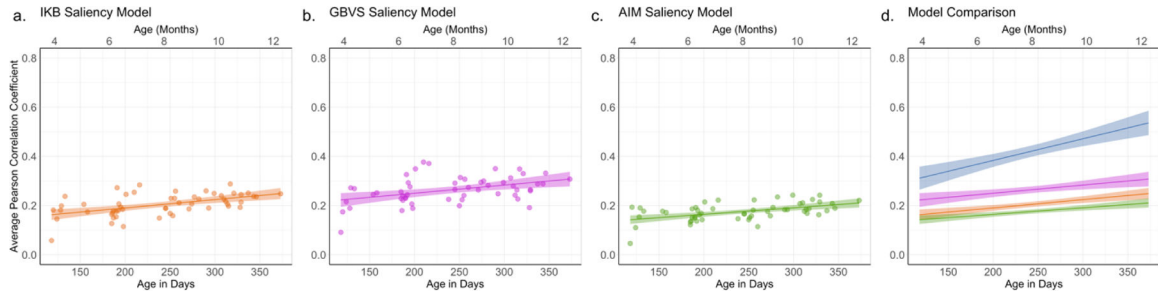 a. IKB Saliency Model
Age (Months)
4 6 8 10 12
Average Pearson Correlation Coefficient
0.8
0.6
0.4
0.2
0.0
150 200 250 300 350
Age in Days
b. GBVS Saliency Model
Age (Months)
4 6 8 10 12
0.8
0.6
0.4
0.2
0.0
150 200 250 300 350
Age in Days
c. AIM Saliency Model
Age (Months)
4 6 8 10 12
0.8
0.6
0.4
0.2
0.0
150 200 250 300 350
Age in Days
d. Model Comparison
Age (Months)
4 6 8 10 12
0.8
0.6
0.4
0.2
0.0
150 200 250 300 350
Age in Days